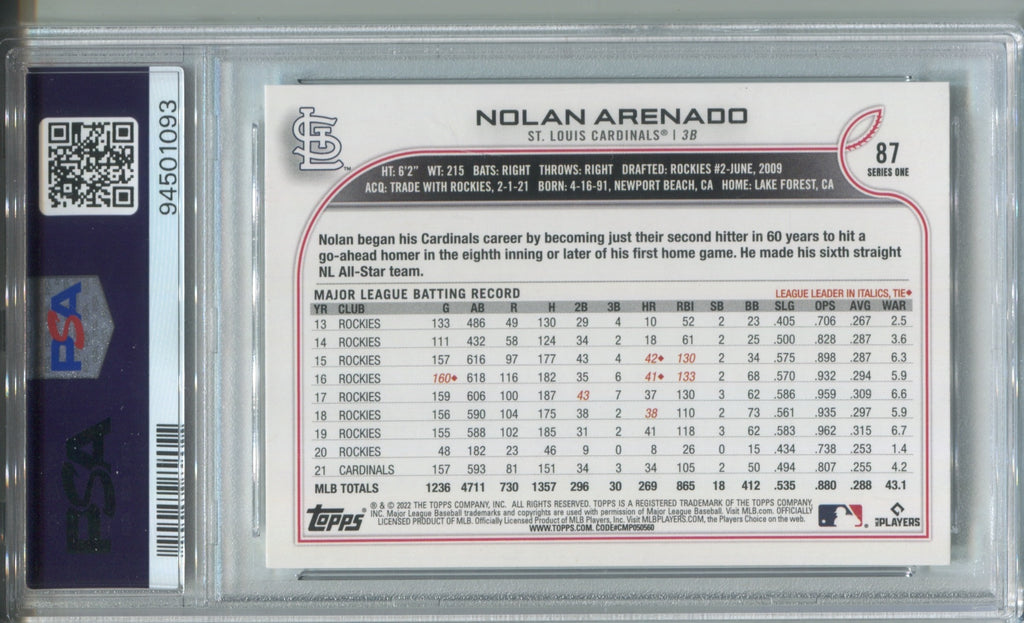 94501093
PSA
PSA
STL
NOLAN ARENADO
ST. LOUIS CARDINALS® | 3B
87
SERIES ONE
HT: 6'2" WT: 215 BATS: RIGHT THROWS: RIGHT DRAFTED: ROCKIES #2-JUNE, 2009
ACQ: TRADE WITH ROCKIES, 2-1-21 BORN: 4-16-91, NEWPORT BEACH, CA HOME: LAKE FOREST, CA
Nolan began his Cardinals career by becoming just their second hitter in 60 years to hit a
go-ahead homer in the eighth inning or later of his first home game. He made his sixth straight
NL All-Star team.
MAJOR LEAGUE BATTING RECORD LEAGUE LEADER IN ITALICS, TIE♦
YR CLUB G AB R H 2B 3B HR RBI SB BB SLG OPS AVG WAR
13 ROCKIES 133 486 49 130 29 4 10 52 2 23 .405 .706 .267 2.5
14 ROCKIES 111 432 58 124 34 2 18 61 2 25 .500 .828 .287 3.6
15 ROCKIES 157 616 97 177 43 4 42♦ 130 2 34 .575 .898 .287 6.3
16 ROCKIES 160♦ 618 116 182 35 6 41♦ 133 2 68 .570 .932 .294 5.9
17 ROCKIES 159 606 100 187 43 7 37 130 3 62 .586 .959 .309 6.6
18 ROCKIES 156 590 104 175 38 2 38 110 2 73 .561 .935 .297 5.9
19 ROCKIES 155 588 102 185 31 2 41 118 3 62 .583 .962 .315 6.7
20 ROCKIES 48 182 23 46 9 0 8 26 0 15 .434 .738 .253 1.4
21 CARDINALS 157 593 81 151 34 3 34 105 2 50 .494 .807 .255 4.2
MLB TOTALS 1236 4711 730 1357 296 30 269 865 18 412 .535 .880 .288 43.1
Topps
® & © 2022 THE TOPPS COMPANY, INC. ALL RIGHTS RESERVED. TOPPS IS A REGISTERED TRADEMARK OF THE TOPPS COMPANY,
INC. Major League Baseball trademarks and copyrights are used with permission of Major League Baseball. Visit MLB.com. OFFICIALLY
LICENSED PRODUCT OF MLB. Officially Licensed Product of MLB Players, Inc. Visit MLBPLAYERS.COM, the Players Choice on the web.
WWW.TOPPS.COM. CODE#CMP050560
PLAYERS